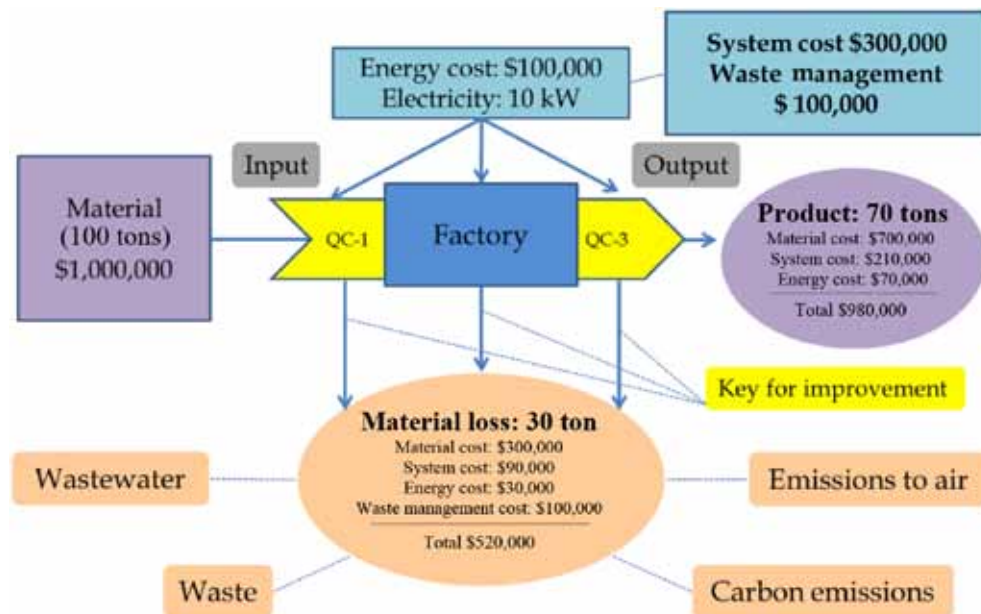 Energy cost: $100,000
Electricity: 10 kW
System cost $300,000
Waste management
$ 100,000
Input
Output
Material
(100 tons)
$1,000,000
QC-1
Factory
QC-3
Product: 70 tons
Material cost: $700,000
System cost: $210,000
Energy cost: $70,000
Total $980,000
Key for improvement
Material loss: 30 ton
Material cost: $300,000
System cost: $90,000
Energy cost: $30,000
Waste management cost: $100,000
Total $520,000
Wastewater
Emissions to air
Waste
Carbon emissions